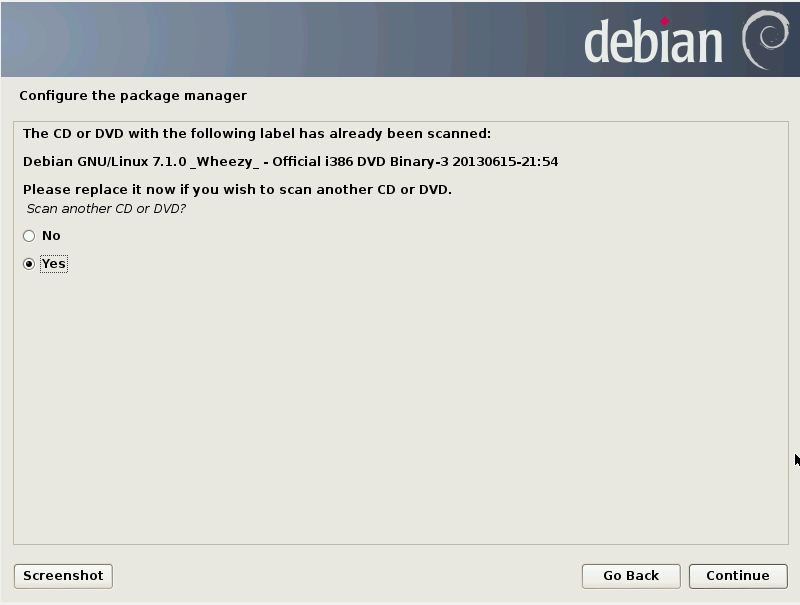 debian
Configure the package manager
The CD or DVD with the following label has already been scanned:
Debian GNU/Linux 7.1.0 _Wheezy_ - Official i386 DVD Binary-3 20130615-21:54
Please replace it now if you wish to scan another CD or DVD.
Scan another CD or DVD?
No
Yes
Screenshot
Go Back
Continue